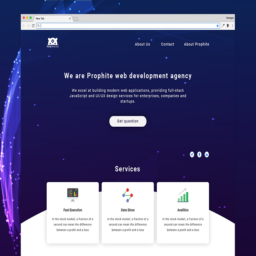 About Us
Contact
About Prophite
We are Prophite web development agency
We excel at building modern web applications, providing full-stack
JavaScript and UI/UX design services for enterprises, companies and
startups.
Get question
Services
Fast Execution
Data Driven
Analitics
In the stock market, a fraction of a
second can mean the difference
between a profit and a loss
In the stock market, a fraction of a
second can mean the difference
between a profit and a loss
In the stock market, a fraction of a
second can mean the difference
between a profit and a loss